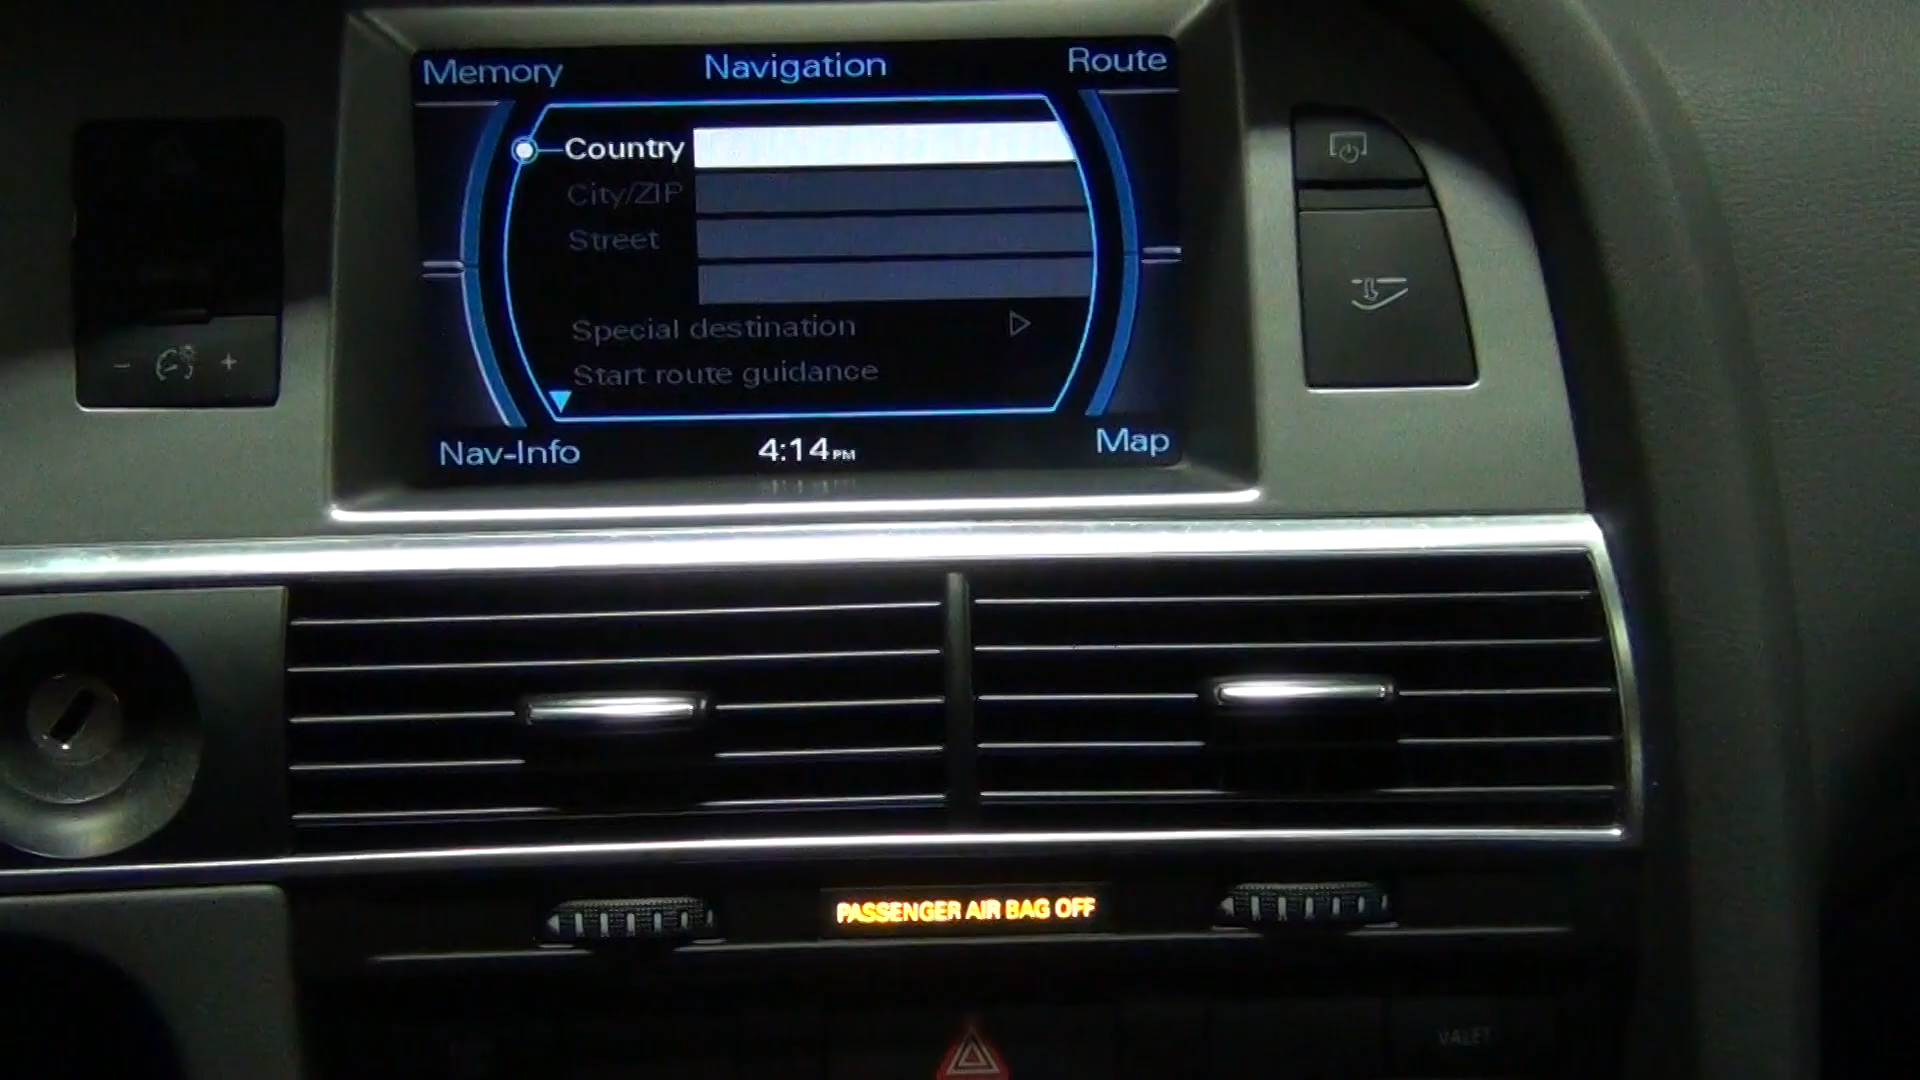 Memory Navigation Route
Country
City/ZIP
Street
Special destination
Start route guidance
Nav-Info 4:14 PM Map
- +
PASSENGER AIR BAG OFF
VALET